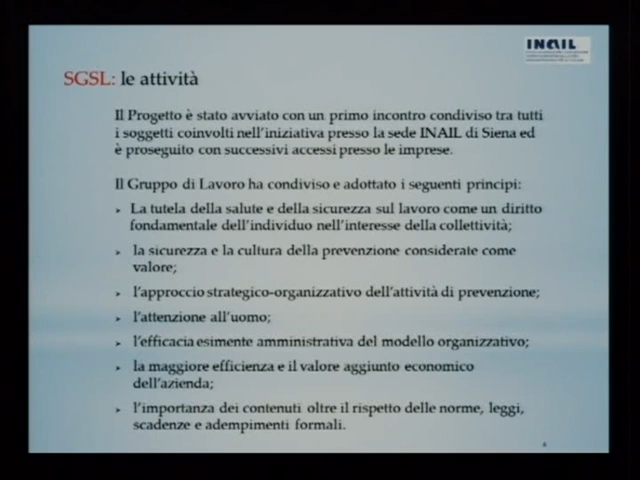 INAIL
SGSL: le attività
Il Progetto è stato avviato con un primo incontro condiviso tra tutti
i soggetti coinvolti nell'iniziativa presso la sede INAIL di Siena ed
è proseguito con successivi accessi presso le imprese.
Il Gruppo di Lavoro ha condiviso e adottato i seguenti principi:
➤ La tutela della salute e della sicurezza sul lavoro come un diritto
fondamentale dell'individuo nell'interesse della collettività;
➤ la sicurezza e la cultura della prevenzione considerate come
valore;
➤ l'approccio strategico-organizzativo dell'attività di prevenzione;
➤ l'attenzione all'uomo;
➤ l'efficacia esimente amministrativa del modello organizzativo;
➤ la maggiore efficienza e il valore aggiunto economico
dell'azienda;
➤ l'importanza dei contenuti oltre il rispetto delle norme, leggi,
scadenze e adempimenti formali.